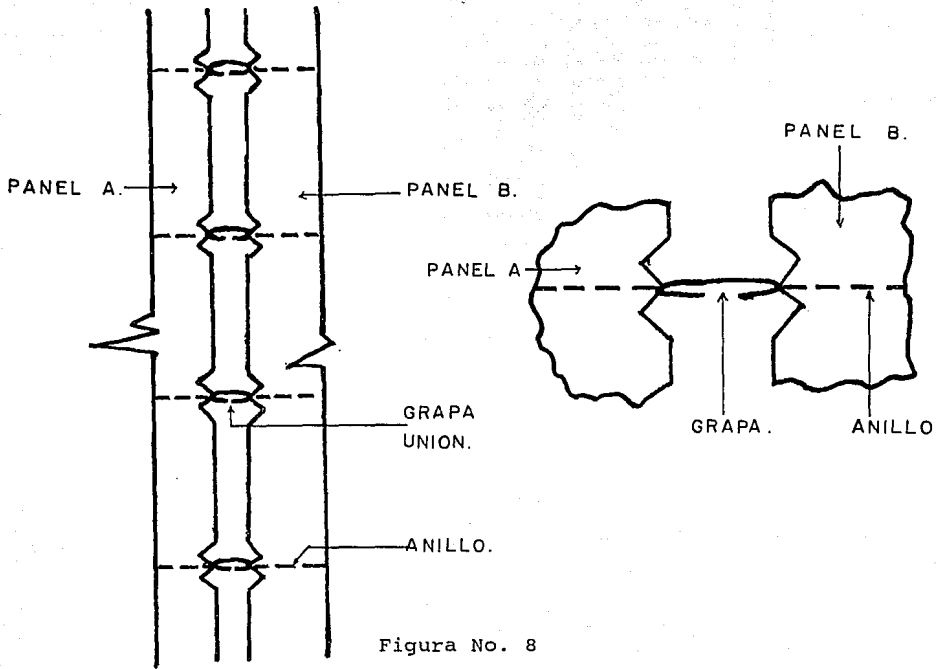 PANEL A.
PANEL B.
GRAPA
UNION.
ANILLO.
PANEL B.
PANEL A
GRAPA.
ANILLO
Figura No. 8